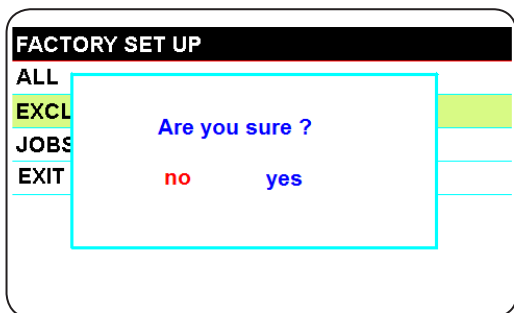 FACTORY SET UP
ALL
EXCL
JOBS
EXIT
Are you sure ?
no yes